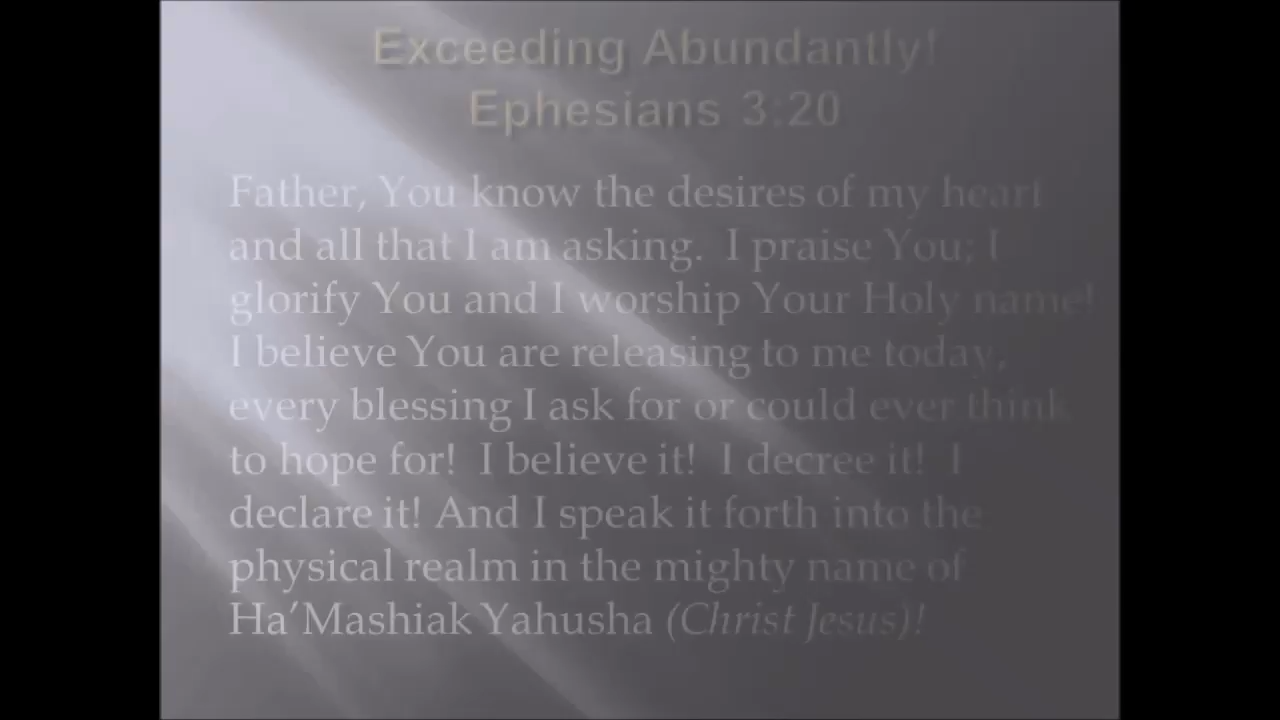 Exceeding Abundantly!
Ephesians 3:20
Father, You know the desires of my heart
and all that I am asking.  I praise You; I
glorify You and I worship Your Holy name!
I believe You are releasing to me today,
every blessing I ask for or could ever think
to hope for!  I believe it!  I decree it!  I
declare it! And I speak it forth into the
physical realm in the mighty name of
Ha’Mashiak Yahusha (Christ Jesus)!